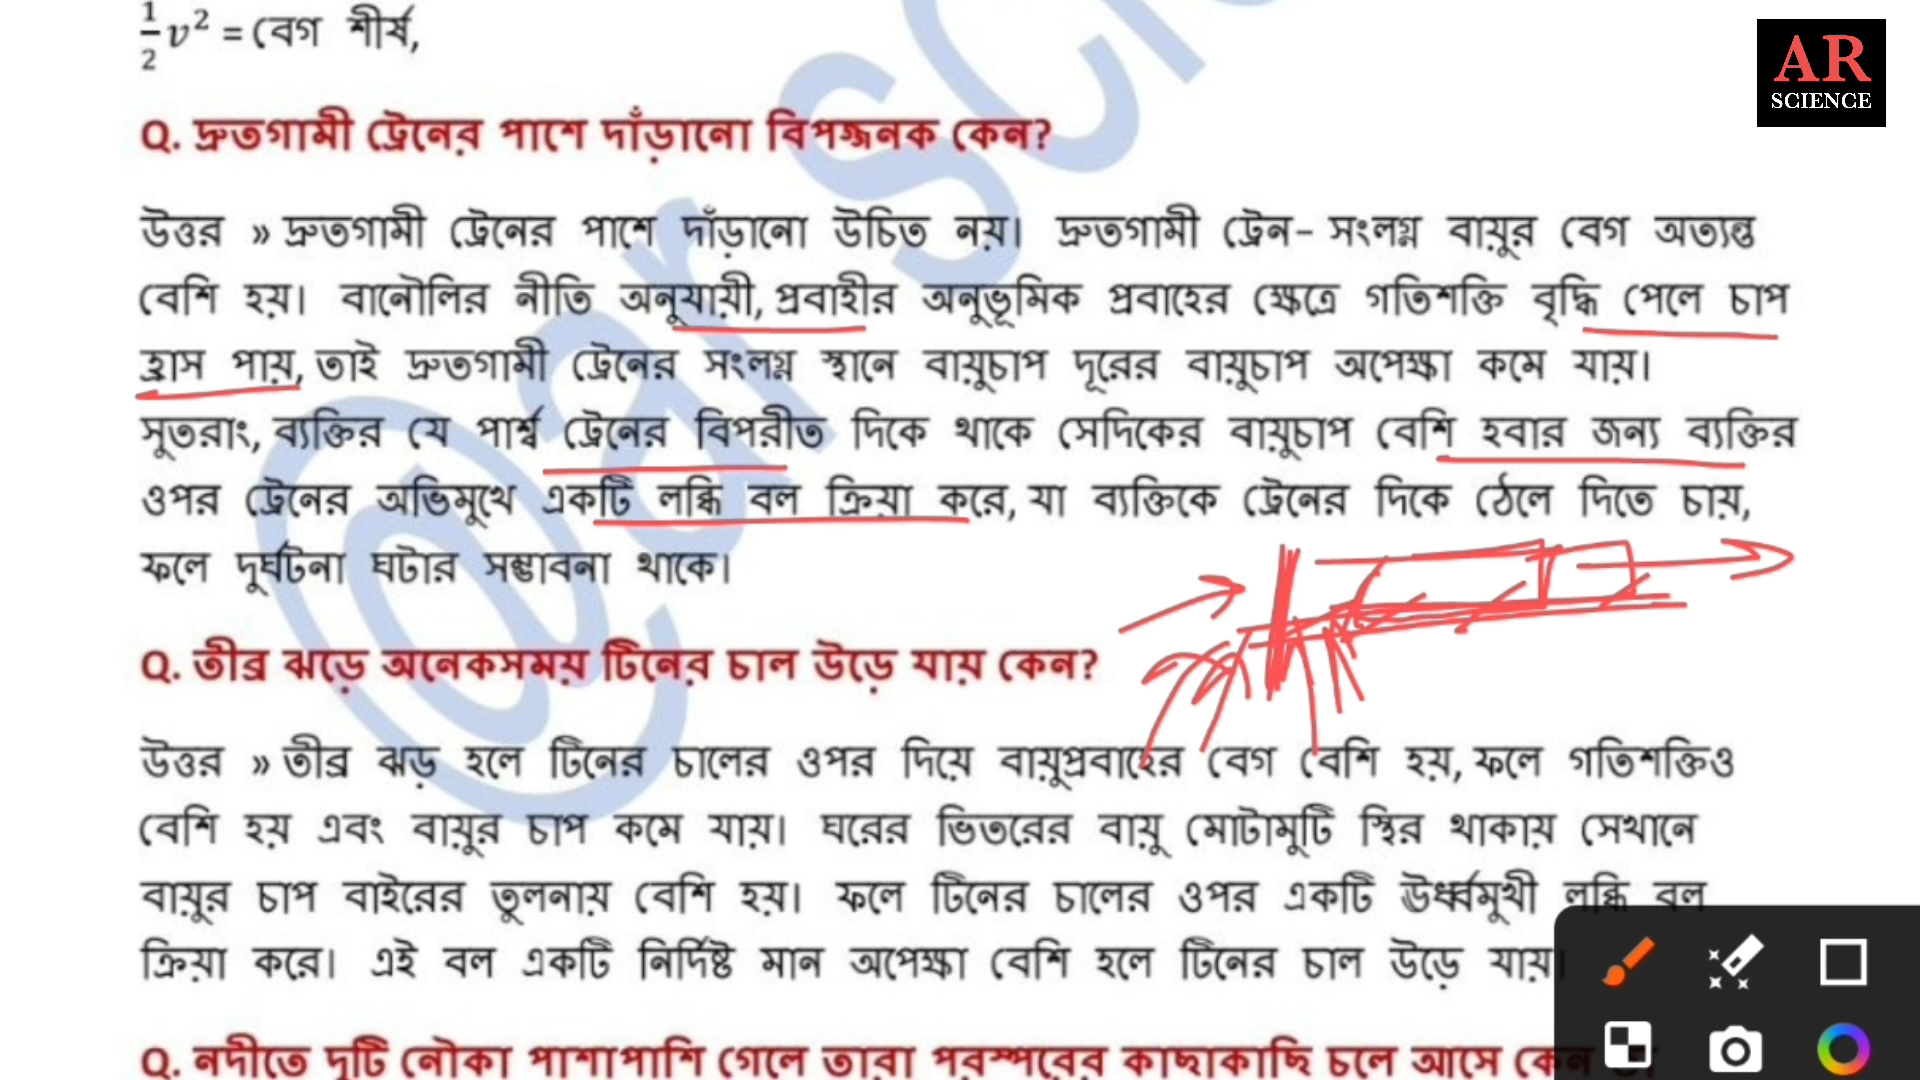 ½v² = বেগ শীর্ষ,
AR
SCIENCE
Q. দ্রুতগামী ট্রেনের পাশে দাঁড়ানো বিপজ্জনক কেন?
উত্তর » দ্রুতগামী ট্রেনের পাশে দাঁড়ানো উচিত নয়। দ্রুতগামী ট্রেন- সংলগ্ন বায়ুর বেগ অত্যন্ত
বেশি হয়। বার্নৌলির নীতি অনুযায়ী, প্রবাহীর অনুভূমিক প্রবাহের ক্ষেত্রে গতিশক্তি বৃদ্ধি পেলে চাপ
হ্রাস পায়, তাই দ্রুতগামী ট্রেনের সংলগ্ন স্থানে বায়ুচাপ দূরের বায়ুচাপ অপেক্ষা কমে যায়।
সুতরাং, ব্যক্তির যে পার্শ্ব ট্রেনের বিপরীত দিকে থাকে সেদিকের বায়ুচাপ বেশি হবার জন্য ব্যক্তির
ওপর ট্রেনের অভিমুখে একটি লব্ধি বল ক্রিয়া করে, যা ব্যক্তিকে ট্রেনের দিকে ঠেলে দিতে চায়,
ফলে দুর্ঘটনা ঘটার সম্ভাবনা থাকে।
Q. তীব্র ঝড়ে অনেকসময় টিনের চাল উড়ে যায় কেন?
উত্তর » তীব্র ঝড় হলে টিনের চালের ওপর দিয়ে বায়ুপ্রবাহের বেগ বেশি হয়, ফলে গতিশক্তিও
বেশি হয় এবং বায়ুর চাপ কমে যায়। ঘরের ভিতরের বায়ু মোটামুটি স্থির থাকায় সেখানে
বায়ুর চাপ বাইরের তুলনায় বেশি হয়। ফলে টিনের চালের ওপর একটি ঊর্ধ্বমুখী লব্ধি বল
ক্রিয়া করে। এই বল একটি নির্দিষ্ট মান অপেক্ষা বেশি হলে টিনের চাল উড়ে যায়।
Q. নদীতে দুটি নৌকা পাশাপাশি গেলে তারা পরস্পরের কাছাকাছি চলে আসে কেন